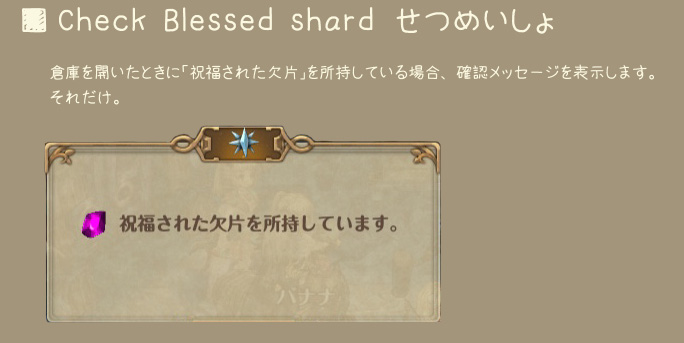 Check Blessed shard せつめいしょ
倉庫を開いたときに「祝福された欠片」を所持している場合、確認メッセージを表示します。
それだけ。
祝福された欠片を所持しています。
バナナ